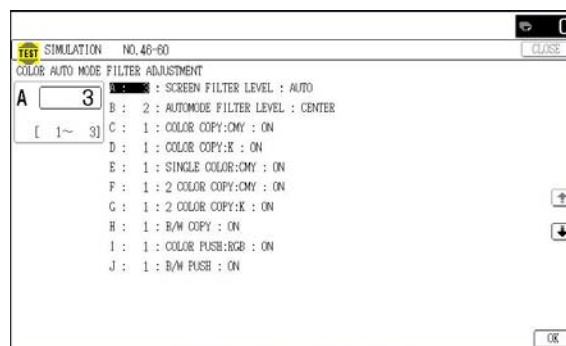 TEST SIMULATION NO.46-60
CLOSE
COLOR AUTO MODE FILTER ADJUSTMENT
A 3
[ 1~ 3]
A : 3 : SCREEN FILTER LEVEL : AUTO
B : 2 : AUTOMODE FILTER LEVEL : CENTER
C : 1 : COLOR COPY:CMY : ON
D : 1 : COLOR COPY:K : ON
E : 1 : SINGLE COLOR:CMY : ON
F : 1 : 2 COLOR COPY:CMY : ON
G : 1 : 2 COLOR COPY:K : ON
H : 1 : B/W COPY : ON
I : 1 : COLOR PUSH:RGB : ON
J : 1 : B/W PUSH : ON
OK